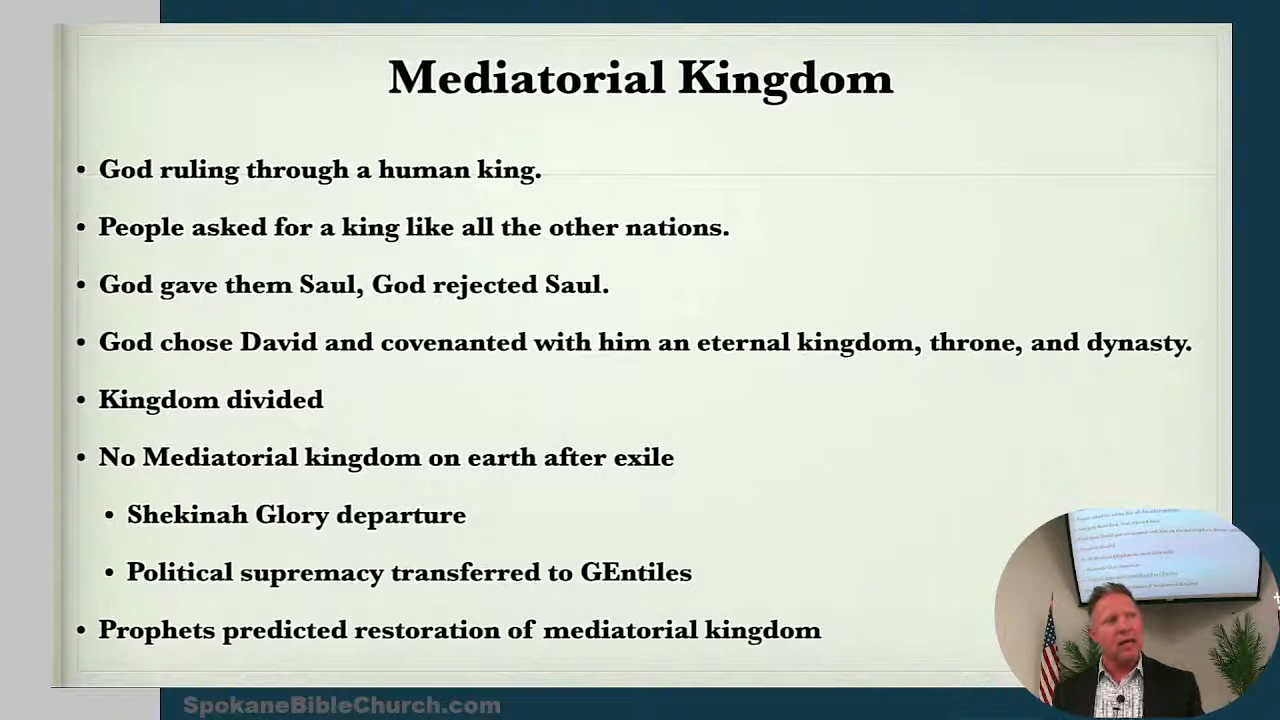 Mediatorial Kingdom
• God ruling through a human king.
• People asked for a king like all the other nations.
• God gave them Saul, God rejected Saul.
• God chose David and covenanted with him an eternal kingdom, throne, and dynasty.
• Kingdom divided
• No Mediatorial kingdom on earth after exile
• Shekinah Glory departure
• Political supremacy transferred to GEntiles
• Prophets predicted restoration of mediatorial kingdom
SpokaneBibleChurch.com